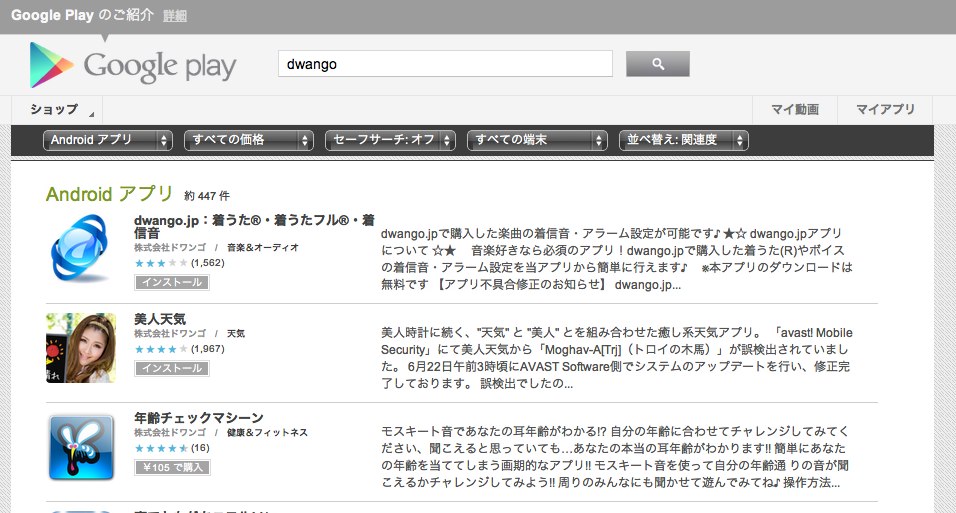 Google Play のご紹介 詳細
Google play
dwango
ショップ マイ動画 マイアプリ
Android アプリ すべての価格 セーフサーチ: オフ すべての端末 並べ替え: 関連度
Android アプリ 約 447 件
dwango.jp：着うた®・着うたフル®・着
信音
株式会社ドワンゴ / 音楽＆オーディオ
(1,562)
インストール
dwango.jpで購入した楽曲の着信音・アラーム設定が可能です♪ ★☆ dwango.jpアプリ
について ☆★ 音楽好きなら必須のアプリ！dwango.jpで購入した着うた(R)やボイス
の着信音・アラーム設定を当アプリから簡単に行えます♪ ※本アプリのダウンロードは
無料です 【アプリ不具合修正のお知らせ】 dwango.jp...
美人天気
株式会社ドワンゴ / 天気
(1,967)
インストール
美人時計に続く、"天気" と "美人" とを組み合わせた癒し系天気アプリ。 「avast! Mobile
Security」にて美人天気から「Moghav-A[Trj]（トロイの木馬）」が誤検出されていまし
た。 6月22日午前3時頃にAVAST Software側でシステムのアップデートを行い、修正完
了しております。 誤検出でしたの...
年齢チェックマシーン
株式会社ドワンゴ / 健康＆フィットネス
(16)
￥105 で購入
モスキート音であなたの耳年齢がわかる!? 自分の年齢に合わせてチャレンジしてみてく
ださい、聞こえると思っていても…あなたの本当の耳年齢がわかります!! 簡単にあなた
の年齢を当ててしまう画期的なアプリ!! モスキート音を使って自分の年齢通 りの音が聞
こえるかチャレンジしてみよう!! 周りのみんなにも聞かせて遊んでみてね♪ 操作方法...